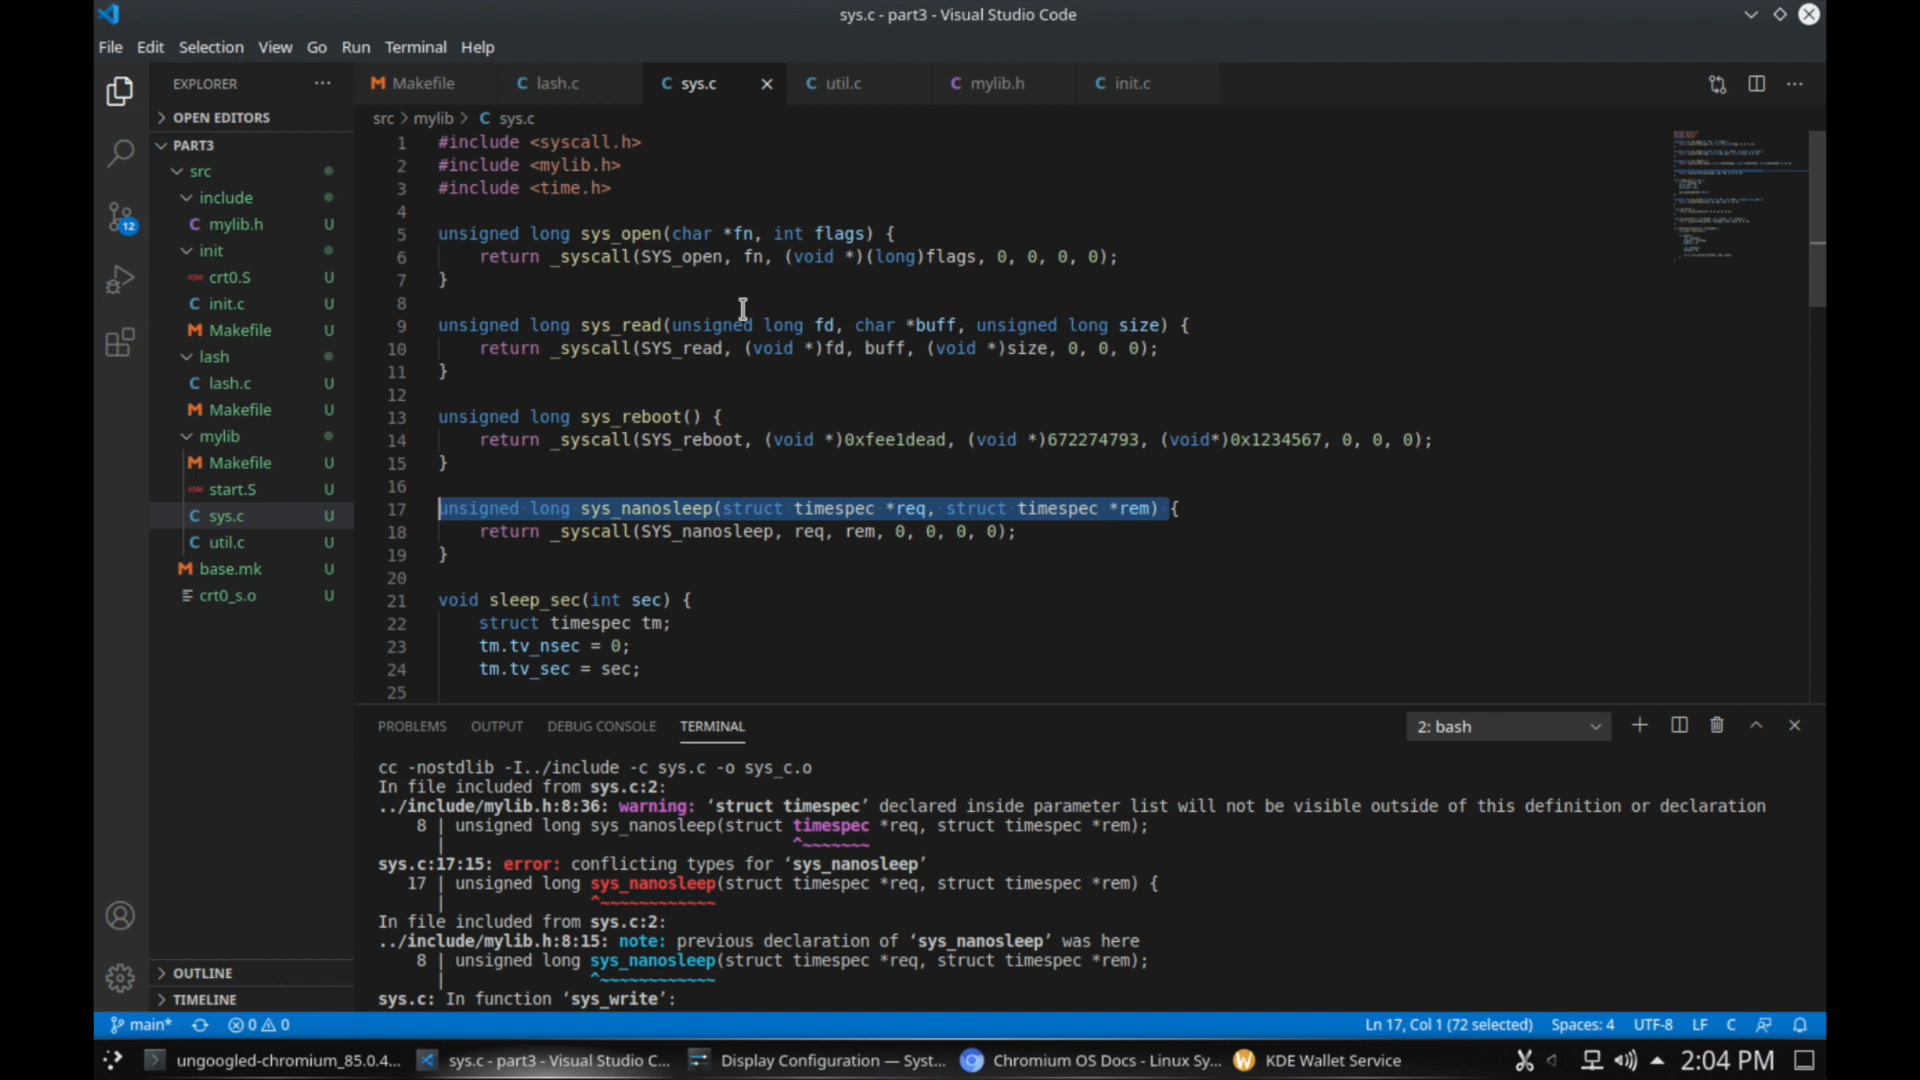 sys.c - part3 - Visual Studio Code
File Edit Selection View Go Run Terminal Help
EXPLORER
OPEN EDITORS
PART3
src
include
mylib.h U
init
crt0.S U
init.c U
Makefile U
lash
lash.c U
Makefile U
mylib
Makefile U
start.S U
sys.c U
util.c U
base.mk U
crt0_s.o U
OUTLINE
TIMELINE
12
Makefile lash.c sys.c util.c mylib.h init.c
src > mylib > C sys.c
1 #include <syscall.h>
2 #include <mylib.h>
3 #include <time.h>
4
5 unsigned long sys_open(char *fn, int flags) {
6 return _syscall(SYS_open, fn, (void *)(long)flags, 0, 0, 0, 0);
7 }
8
9 unsigned long sys_read(unsigned long fd, char *buff, unsigned long size) {
10 return _syscall(SYS_read, (void *)fd, buff, (void *)size, 0, 0, 0);
11 }
12
13 unsigned long sys_reboot() {
14 return _syscall(SYS_reboot, (void *)0xfee1dead, (void *)672274793, (void*)0x1234567, 0, 0, 0);
15 }
16
17 unsigned long sys_nanosleep(struct timespec *req, struct timespec *rem) {
18 return _syscall(SYS_nanosleep, req, rem, 0, 0, 0, 0);
19 }
20
21 void sleep_sec(int sec) {
22 struct timespec tm;
23 tm.tv_nsec = 0;
24 tm.tv_sec = sec;
25
PROBLEMS OUTPUT DEBUG CONSOLE TERMINAL
2: bash
cc -nostdlib -I../include -c sys.c -o sys_c.o
In file included from sys.c:2:
../include/mylib.h:8:36: warning: ‘struct timespec’ declared inside parameter list will not be visible outside of this definition or declaration
8 | unsigned long sys_nanosleep(struct timespec *req, struct timespec *rem);
| ^~~~~~~~
sys.c:17:15: error: conflicting types for ‘sys_nanosleep’
17 | unsigned long sys_nanosleep(struct timespec *req, struct timespec *rem) {
| ^~~~~~~~~~~~~
In file included from sys.c:2:
../include/mylib.h:8:15: note: previous declaration of ‘sys_nanosleep’ was here
8 | unsigned long sys_nanosleep(struct timespec *req, struct timespec *rem);
| ^~~~~~~~~~~~~
sys.c: In function ‘sys_write’:
main* 0 0 Ln 17, Col 1 (72 selected) Spaces: 4 UTF-8 LF C
ungoogled-chromium_85.0.4... sys.c - part3 - Visual Studio C... Display Configuration — Syst... Chromium OS Docs - Linux Sy... KDE Wallet Service 2:04 PM